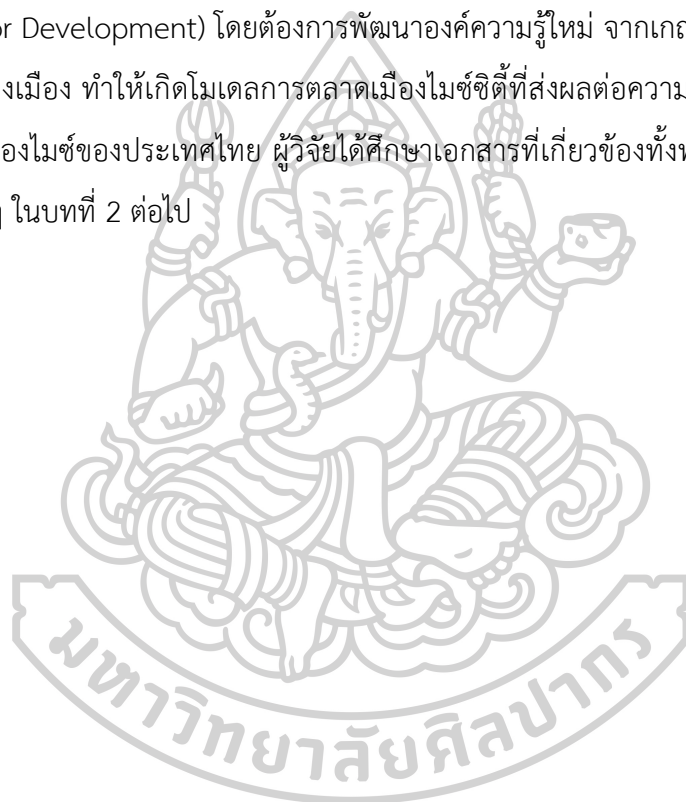 or Development) โดยต้องการพัฒนาองค์ความรู้ใหม่ จากเกณ
งเมือง ทำให้เกิดโมเดลการตลาดเมืองไมซ์ซิตี้ที่ส่งผลต่อความ
องไมซ์ของประเทศไทย ผู้วิจัยได้ศึกษาเอกสารที่เกี่ยวข้องทั้งห
ๆ ในบทที่ 2 ต่อไป
มหาวิทยาลัยศิลปากร